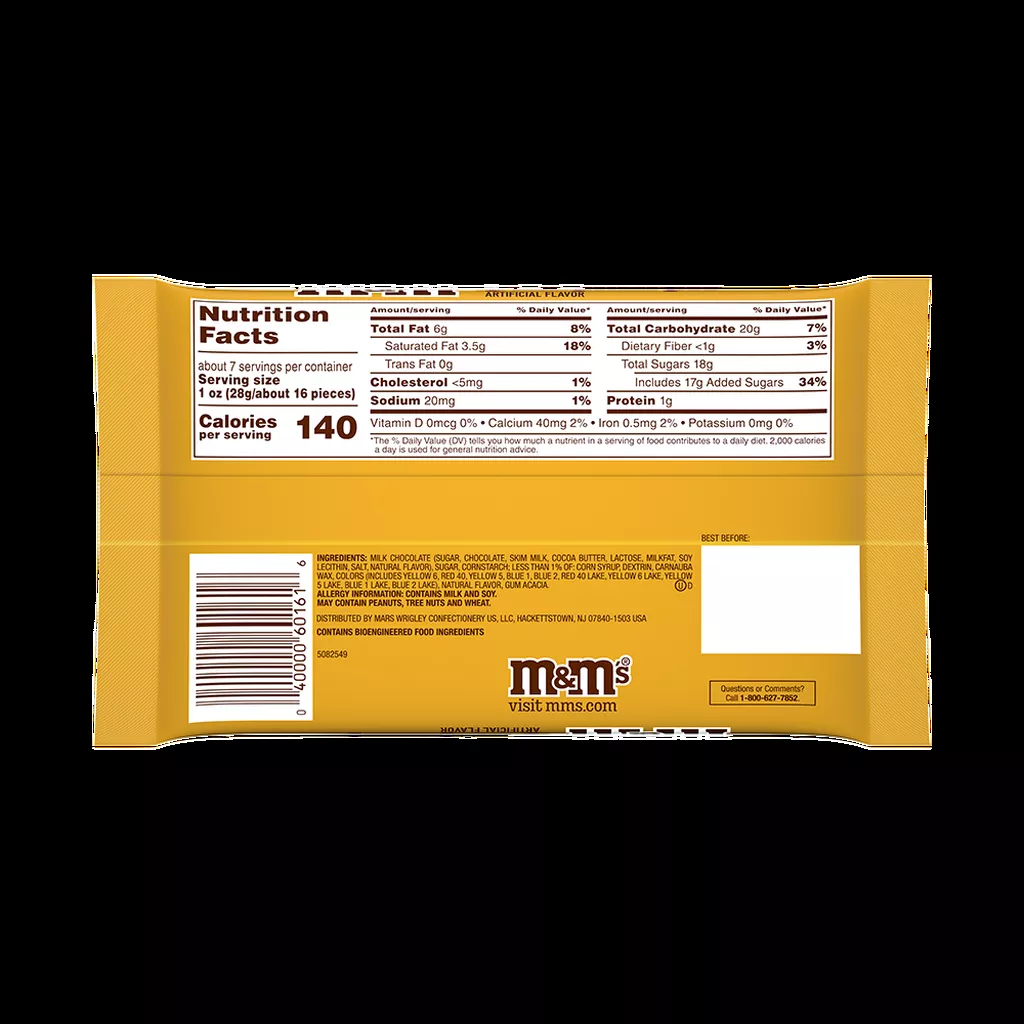 ARTIFICIAL FLAVOR
Nutrition
Facts
about 7 servings per container
Serving size
1 oz (28g/about 16 pieces)
Calories
per serving 140
Amount/serving % Daily Value*
Total Fat 6g 8%
Saturated Fat 3.5g 18%
Trans Fat 0g
Cholesterol <5mg 1%
Sodium 20mg 1%
Amount/serving % Daily Value*
Total Carbohydrate 20g 7%
Dietary Fiber <1g 3%
Total Sugars 18g
Includes 17g Added Sugars 34%
Protein 1g
Vitamin D 0mcg 0% • Calcium 40mg 2% • Iron 0.5mg 2% • Potassium 0mg 0%
*The % Daily Value (DV) tells you how much a nutrient in a serving of food contributes to a daily diet. 2,000 calories
a day is used for general nutrition advice.
BEST BEFORE:
INGREDIENTS: MILK CHOCOLATE (SUGAR, CHOCOLATE, SKIM MILK, COCOA BUTTER, LACTOSE, MILKFAT, SOY
LECITHIN, SALT, NATURAL FLAVOR), SUGAR, CORNSTARCH; LESS THAN 1% OF: CORN SYRUP, DEXTRIN, CARNAUBA
WAX, COLORS (INCLUDES YELLOW 6, RED 40, YELLOW 5, BLUE 1, BLUE 2, RED 40 LAKE, YELLOW 6 LAKE, YELLOW
5 LAKE, BLUE 1 LAKE, BLUE 2 LAKE), NATURAL FLAVOR, GUM ACACIA.
U D
ALLERGY INFORMATION: CONTAINS MILK AND SOY.
MAY CONTAIN PEANUTS, TREE NUTS AND WHEAT.
DISTRIBUTED BY MARS WRIGLEY CONFECTIONERY US, LLC, HACKETTSTOWN, NJ 07840-1503 USA
CONTAINS BIOENGINEERED FOOD INGREDIENTS
5082549
0 40000 60161 6
m&m's®
visit mms.com
Questions or Comments?
Call 1-800-627-7852.
ARTIFICIAL FLAVOR